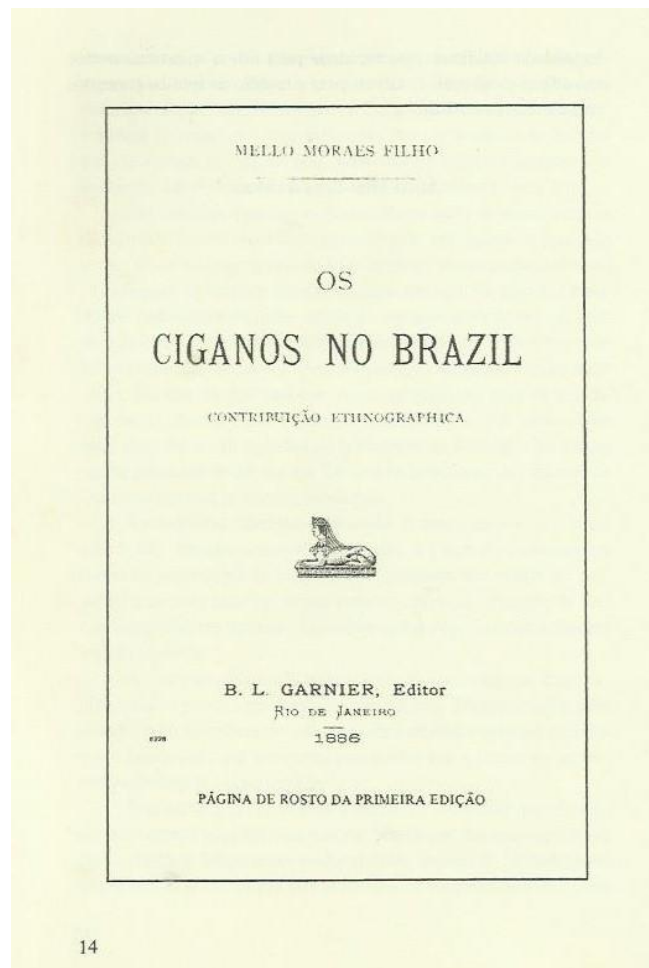 MELLO MORAES FILHO
OS
CIGANOS NO BRAZIL
CONTRIBUIÇÃO ETHNOGRAPHICA
B. L. GARNIER, Editor
RIO DE JANEIRO
1886
PÁGINA DE ROSTO DA PRIMEIRA EDIÇÃO
14